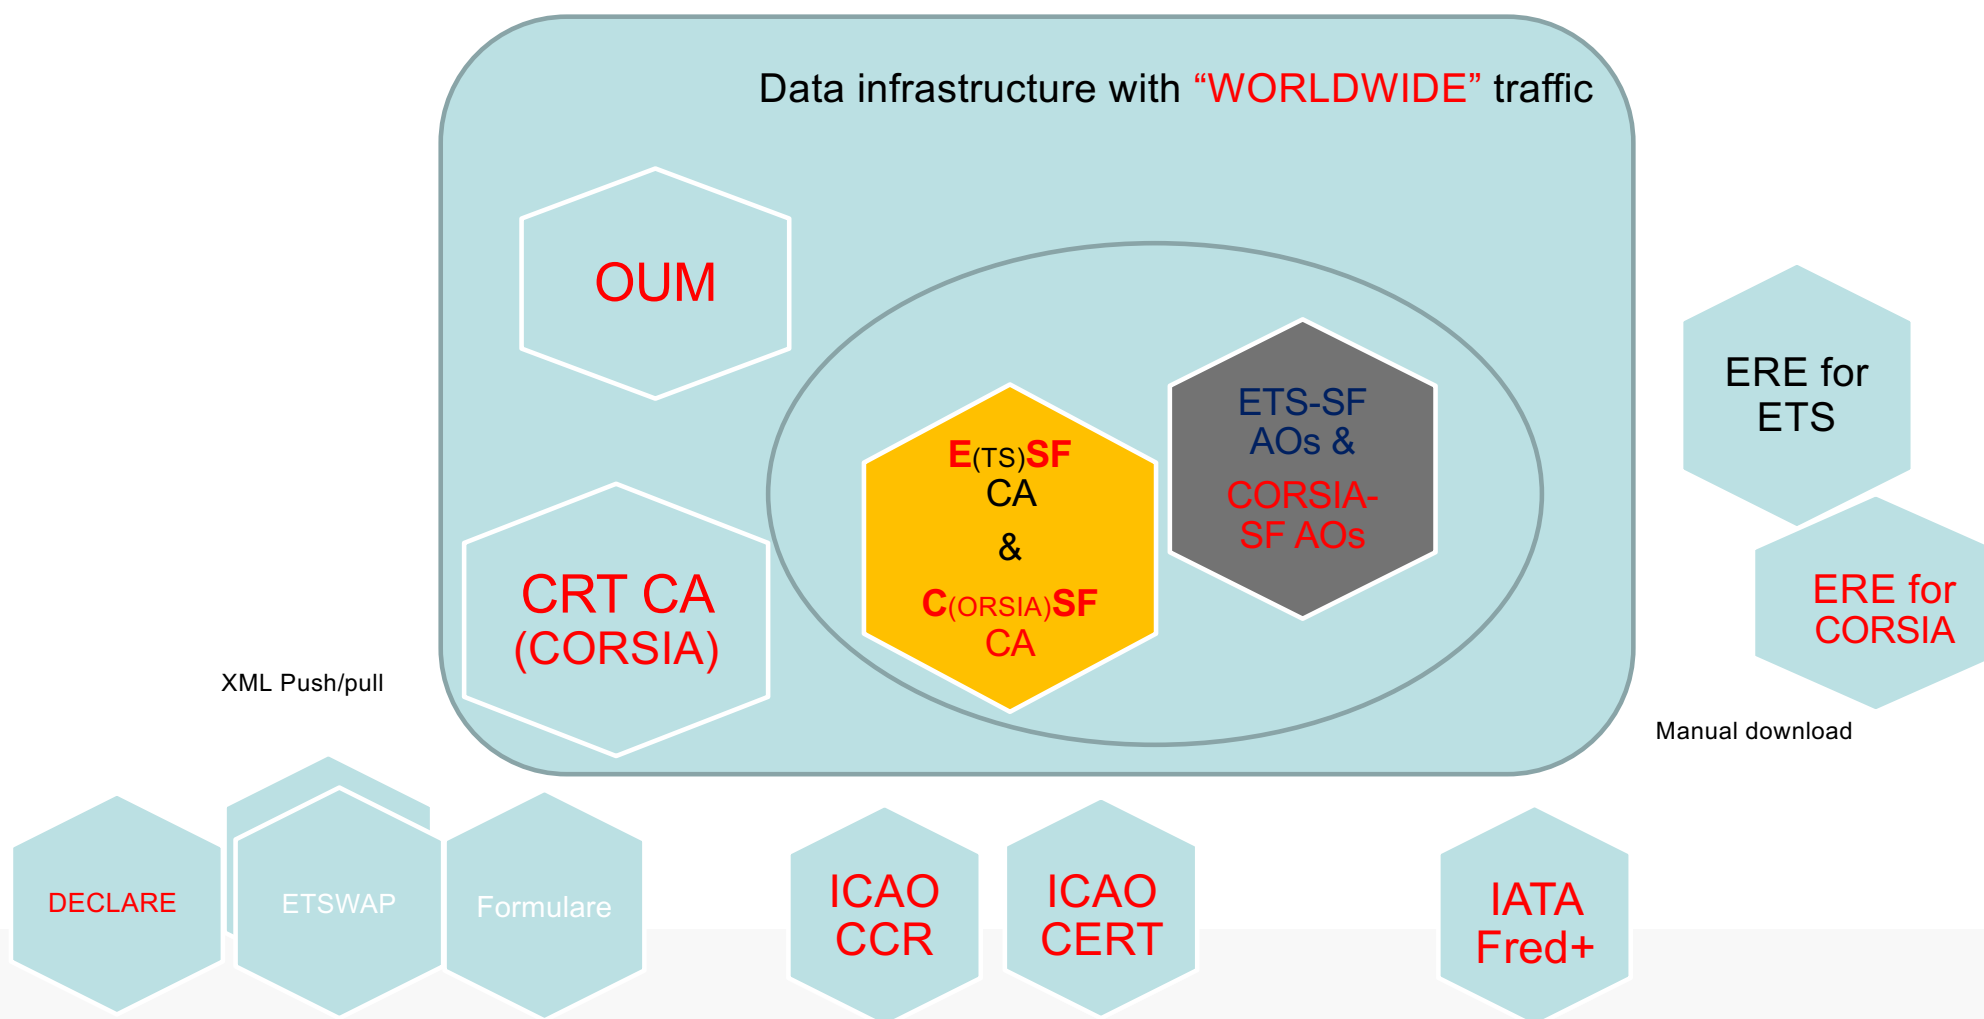 Data infrastructure with “WORLDWIDE” traffic
OUM
ETS-SF
AOs &
CORSIA-
SF AOs
ERE for
ETS
E(TS)SF
CA
&
C(ORSIA)SF
CA
CRT CA
(CORSIA)
ERE for
CORSIA
XML Push/pull
Manual download
DECLARE
ETSWAP
Formulare
ICAO
CCR
ICAO
CERT
IATA
Fred+